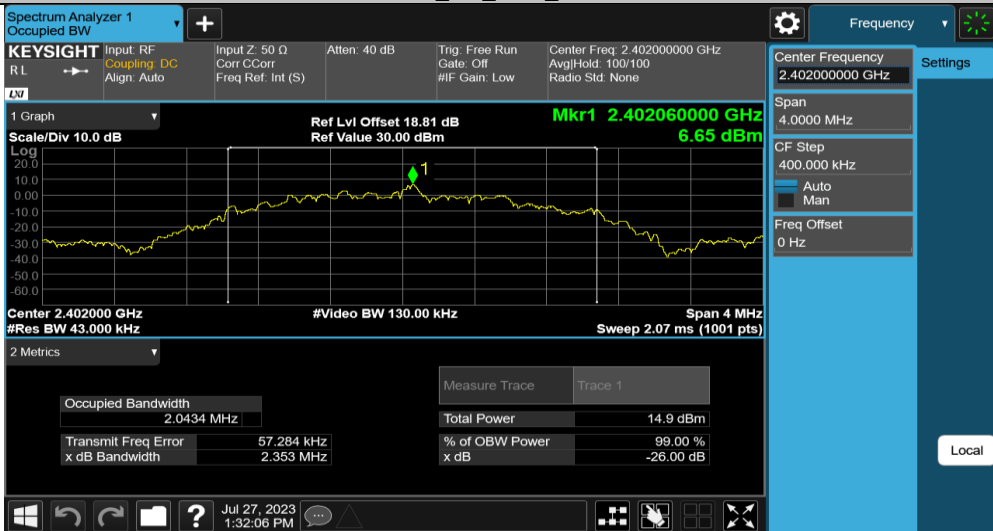 Spectrum Analyzer 1
Occupied BW
+
Frequency
KEYSIGHT
RL
LXI
Input: RF
Coupling: DC
Align: Auto
Input Z: 50 Ω
Corr CCorr
Freq Ref: Int (S)
Atten: 40 dB
Trig: Free Run
Gate: Off
#IF Gain: Low
Center Freq: 2.402000000 GHz
Avg|Hold: 100/100
Radio Std: None
Center Frequency
2.402000000 GHz
Settings
Span
4.0000 MHz
CF Step
400.000 kHz
Auto
Man
Freq Offset
0 Hz
1 Graph
Scale/Div 10.0 dB
Ref Lvl Offset 18.81 dB
Ref Value 30.00 dBm
Mkr1 2.402060000 GHz
6.65 dBm
Log
20.0
10.0
0.00
-10.0
-20.0
-30.0
-40.0
-50.0
-60.0
1
Center 2.402000 GHz
#Res BW 43.000 kHz
#Video BW 130.00 kHz
Span 4 MHz
Sweep 2.07 ms (1001 pts)
2 Metrics
Measure Trace
Trace 1
Occupied Bandwidth
2.0434 MHz
Total Power
14.9 dBm
Transmit Freq Error
57.284 kHz
% of OBW Power
99.00 %
x dB Bandwidth
2.353 MHz
x dB
-26.00 dB
Local
?
Jul 27, 2023
1:32:06 PM